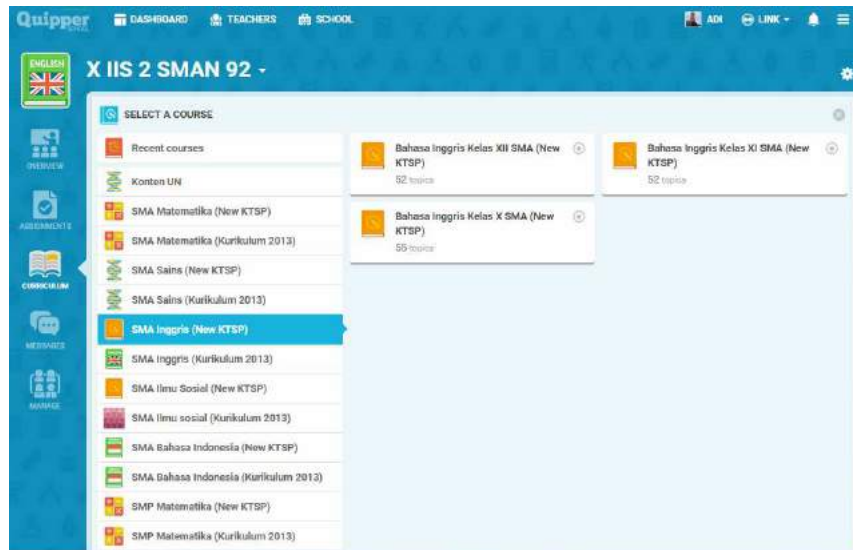 Quipper
DASHBOARD
TEACHERS
SCHOOL
ADI
LINK
ENGLISH
X IIS 2 SMAN 92
SELECT A COURSE
OVERVIEW
ASSIGNMENTS
CURRICULUM
MESSAGES
MANAGE
Recent courses
Konten UN
SMA Matematika (New KTSP)
SMA Matematika (Kurikulum 2013)
SMA Sains (New KTSP)
SMA Sains (Kurikulum 2013)
SMA Inggris (New KTSP)
SMA Inggris (Kurikulum 2013)
SMA Ilmu Sosial (New KTSP)
SMA Ilmu sosial (Kurikulum 2013)
SMA Bahasa Indonesia (New KTSP)
SMA Bahasa Indonesia (Kurikulum 2013)
SMP Matematika (New KTSP)
SMP Matematika (Kurikulum 2013)
Bahasa Inggris Kelas XII SMA (New
KTSP)
52 topics
Bahasa Inggris Kelas XI SMA (New
KTSP)
52 topics
Bahasa Inggris Kelas X SMA (New
KTSP)
55 topics